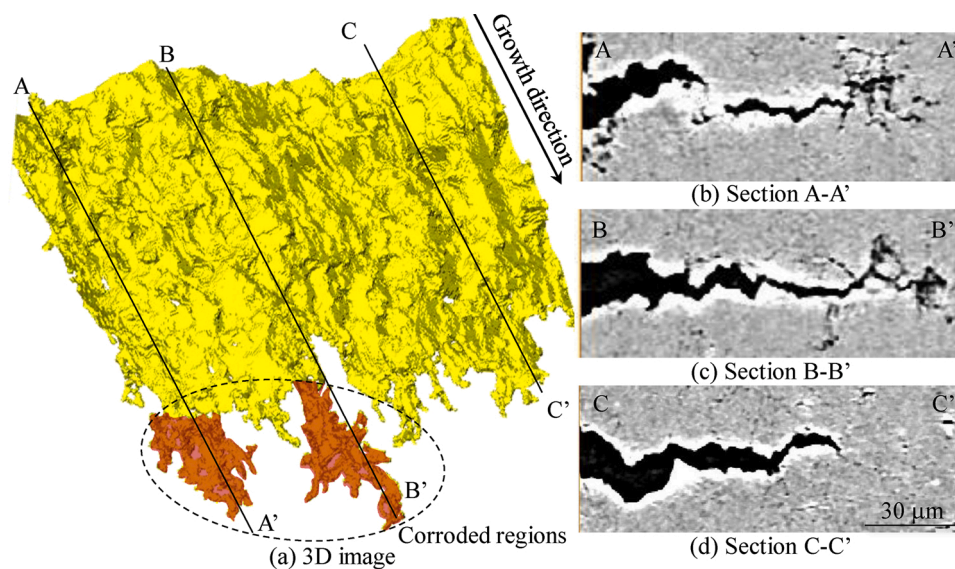 A
B
C
Growth direction
C’
B’
A’
Corroded regions
(a) 3D image
A
A’
(b) Section A-A’
B
B’
(c) Section B-B’
C
C’
30 μm
(d) Section C-C’